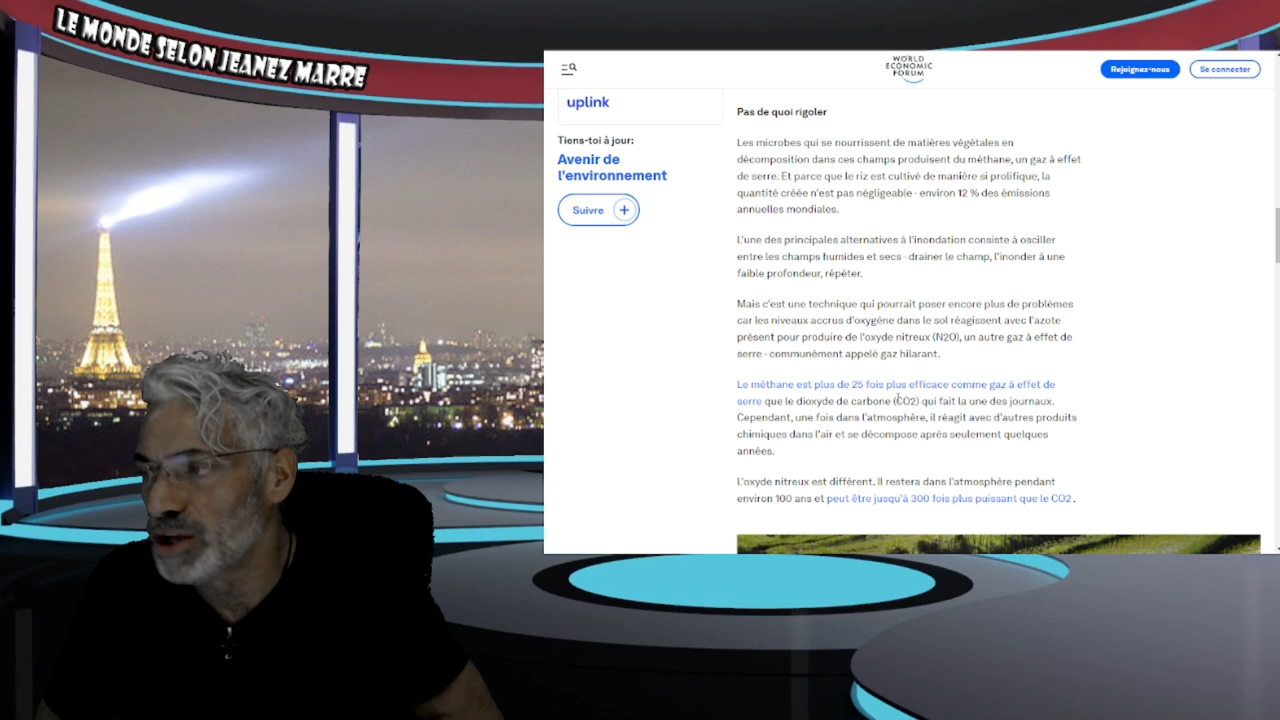 LE MONDE SELON JEANEZ MARRE
WORLD
ECONOMIC
FORUM
Rejoignez-nous
Se connecter
uplink
Tiens-toi à jour:
Avenir de
l'environnement
Suivre +
Pas de quoi rigoler
Les microbes qui se nourrissent de matières végétales en
décomposition dans ces champs produisent du méthane, un gaz à effet
de serre. Et parce que le riz est cultivé de manière si prolifique, la
quantité créée n'est pas négligeable - environ 12 % des émissions
annuelles mondiales.
L'une des principales alternatives à l'inondation consiste à osciller
entre les champs humides et secs - drainer le champ, l'inonder à une
faible profondeur, répéter.
Mais c'est une technique qui pourrait poser encore plus de problèmes
car les niveaux accrus d'oxygène dans le sol réagissent avec l'azote
présent pour produire de l'oxyde nitreux (N2O), un autre gaz à effet de
serre - communément appelé gaz hilarant.
Le méthane est plus de 25 fois plus efficace comme gaz à effet de
serre que le dioxyde de carbone (CO2) qui fait la une des journaux.
Cependant, une fois dans l'atmosphère, il réagit avec d'autres produits
chimiques dans l'air et se décompose après seulement quelques
années.
L'oxyde nitreux est différent. Il restera dans l'atmosphère pendant
environ 100 ans et peut être jusqu'à 300 fois plus puissant que le CO2 .